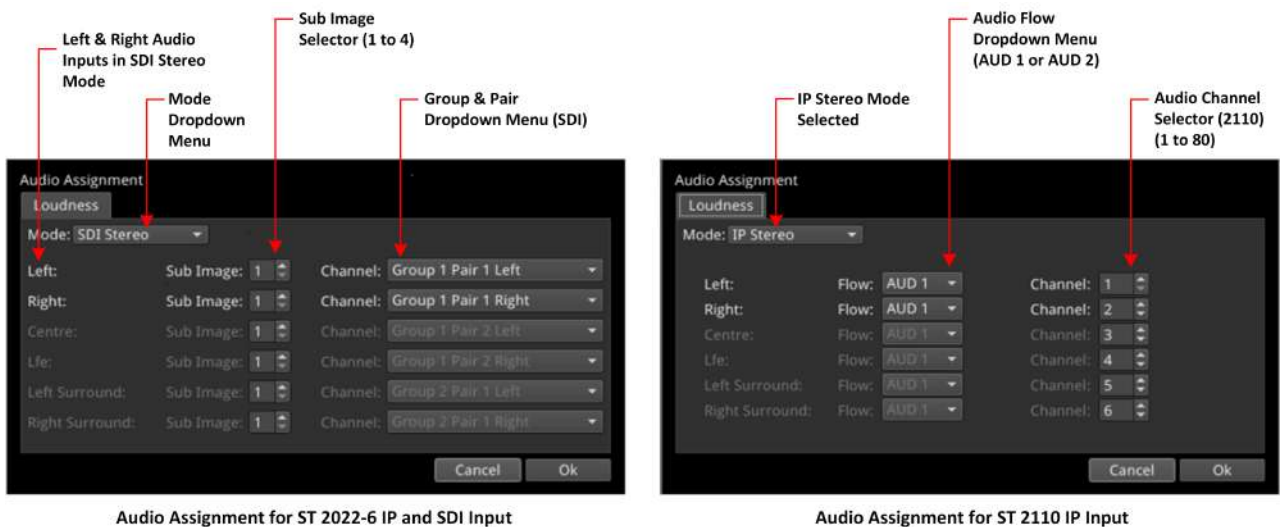 Left & Right Audio
Inputs in SDI Stereo
Mode
Sub Image
Selector (1 to 4)
Mode
Dropdown
Menu
Group & Pair
Dropdown Menu (SDI)
Audio Assignment
Loudness
Mode: SDI Stereo
Left: Sub Image: 1 Channel: Group 1 Pair 1 Left
Right: Sub Image: 1 Channel: Group 1 Pair 1 Right
Centre: Sub Image: 1 Channel: Group 1 Pair 2 Left
Lfe: Sub Image: 1 Channel: Group 1 Pair 2 Right
Left Surround: Sub Image: 1 Channel: Group 2 Pair 1 Left
Right Surround: Sub Image: 1 Channel: Group 2 Pair 1 Right
Cancel Ok
Audio Assignment for ST 2022-6 IP and SDI Input
Audio Flow
Dropdown Menu
(AUD 1 or AUD 2)
IP Stereo Mode
Selected
Audio Channel
Selector (2110)
(1 to 80)
Audio Assignment
Loudness
Mode: IP Stereo
Left: Flow: AUD 1 Channel: 1
Right: Flow: AUD 1 Channel: 2
Centre: Flow: AUD 1 Channel: 3
Lfe: Flow: AUD 1 Channel: 4
Left Surround: Flow: AUD 1 Channel: 5
Right Surround: Flow: AUD 1 Channel: 6
Cancel Ok
Audio Assignment for ST 2110 IP Input